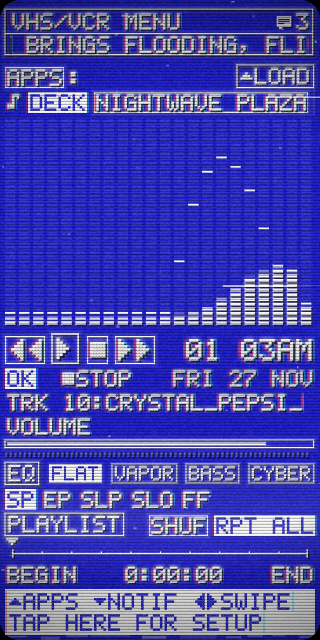 VHS/VCR MENU 3
BRINGS FLOODING, FLI
APPS: LOAD
DECK NIGHTWAVE PLAZA
01 03AM
OK STOP FRI 27 NOV
TRK 10:CRYSTAL_PEPSI_
VOLUME
EQ FLAT VAPOR BASS CYBER
SP EP SLP SLO FF
PLAYLIST SHUF RPT ALL
BEGIN 0:00:00 END
APPS NOTIF SWIPE
TAP HERE FOR SETUP